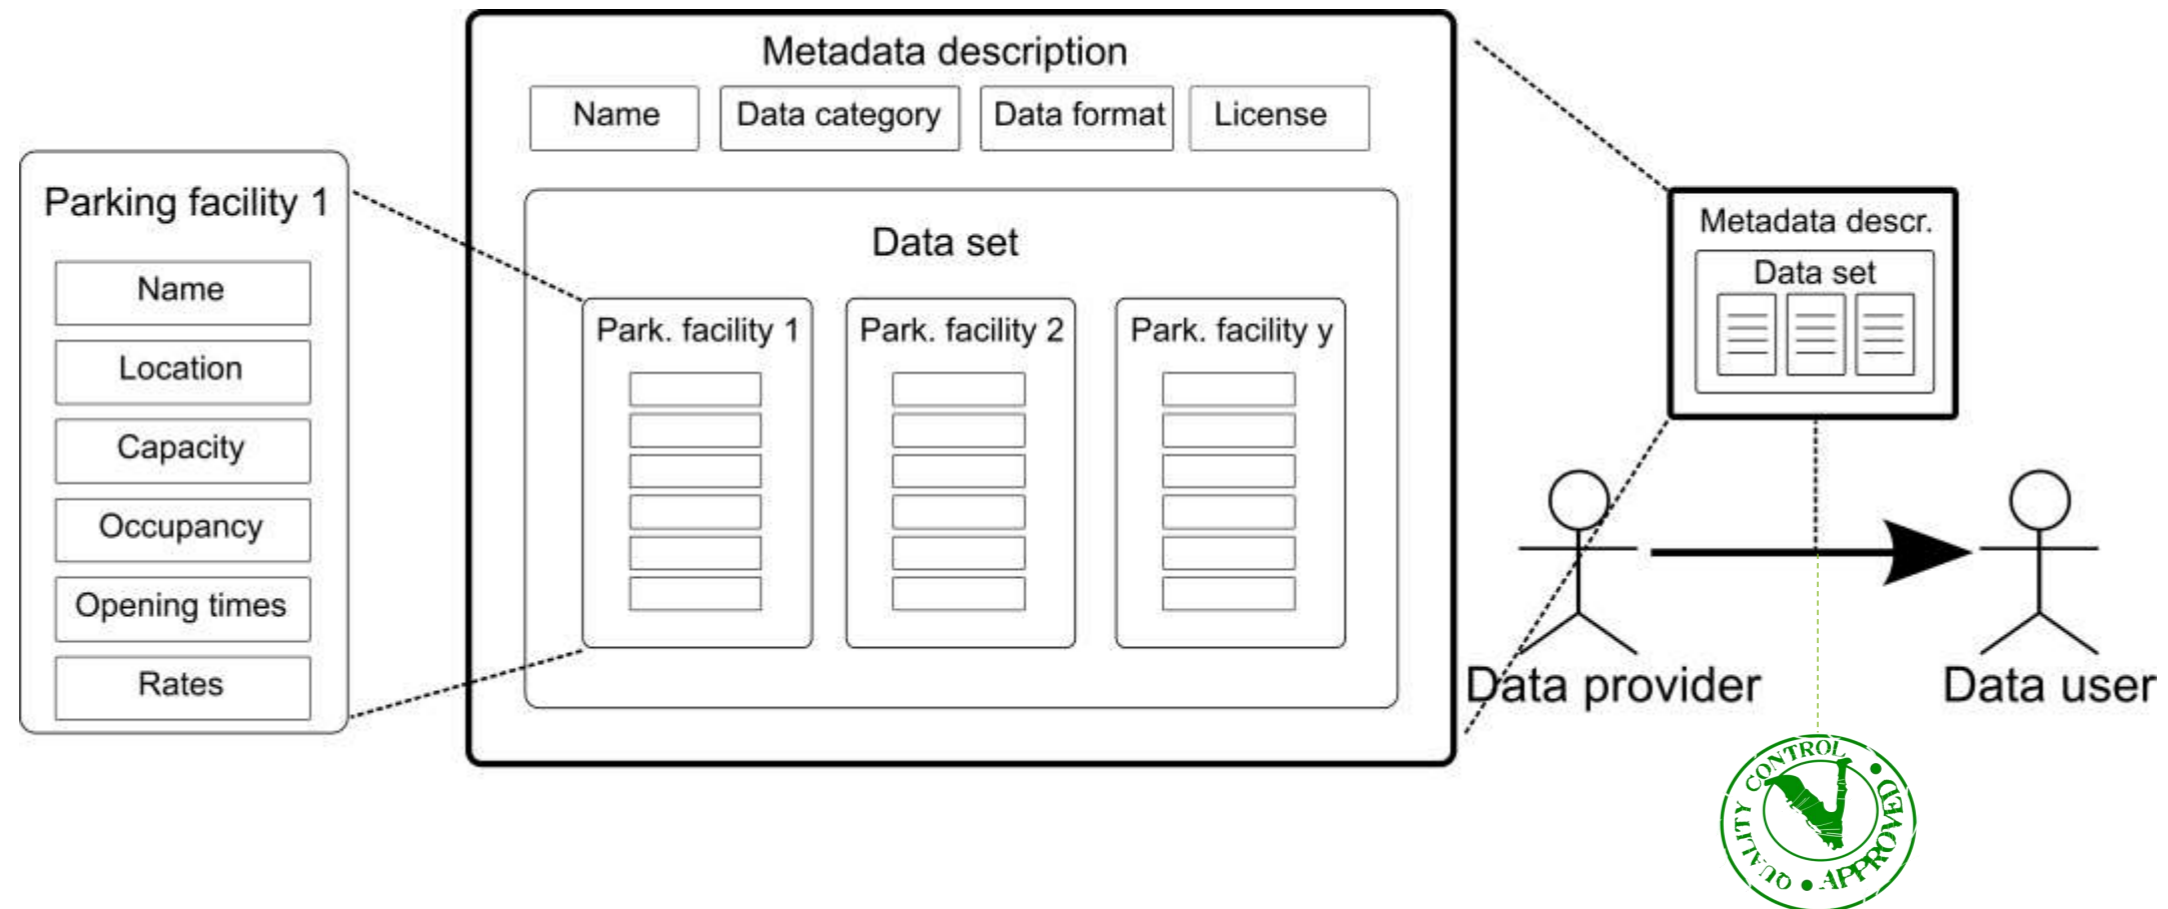 Metadata description
Name
Data category
Data format
License
Parking facility 1
Name
Location
Capacity
Occupancy
Opening times
Rates
Data set
Park. facility 1
Park. facility 2
Park. facility y
Metadata descr.
Data set
Data provider
Data user
QUALITY CONTROL • APPROVED •